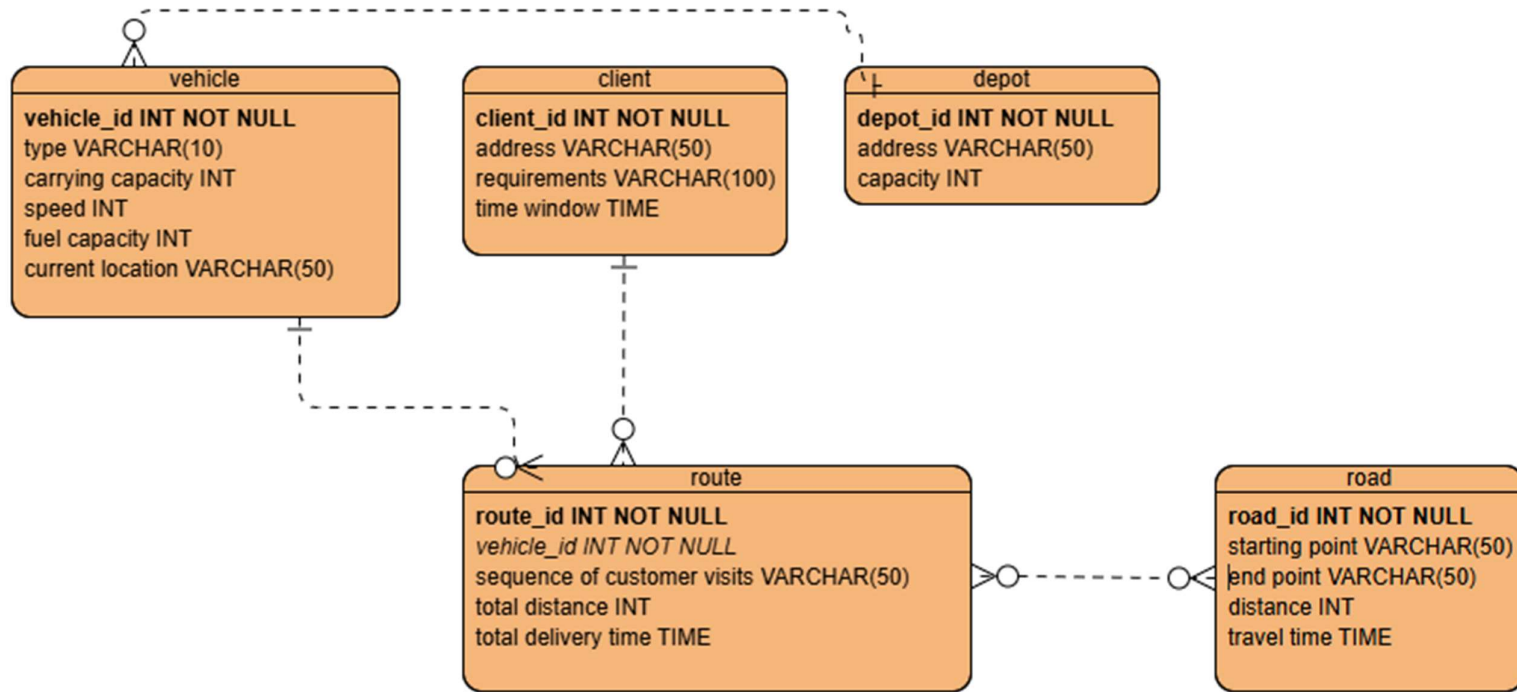 vehicle
vehicle_id INT NOT NULL
type VARCHAR(10)
carrying capacity INT
speed INT
fuel capacity INT
current location VARCHAR(50)
client
client_id INT NOT NULL
address VARCHAR(50)
requirements VARCHAR(100)
time window TIME
depot
depot_id INT NOT NULL
address VARCHAR(50)
capacity INT
route
route_id INT NOT NULL
vehicle_id INT NOT NULL
sequence of customer visits VARCHAR(50)
total distance INT
total delivery time TIME
road
road_id INT NOT NULL
starting point VARCHAR(50)
end point VARCHAR(50)
distance INT
travel time TIME